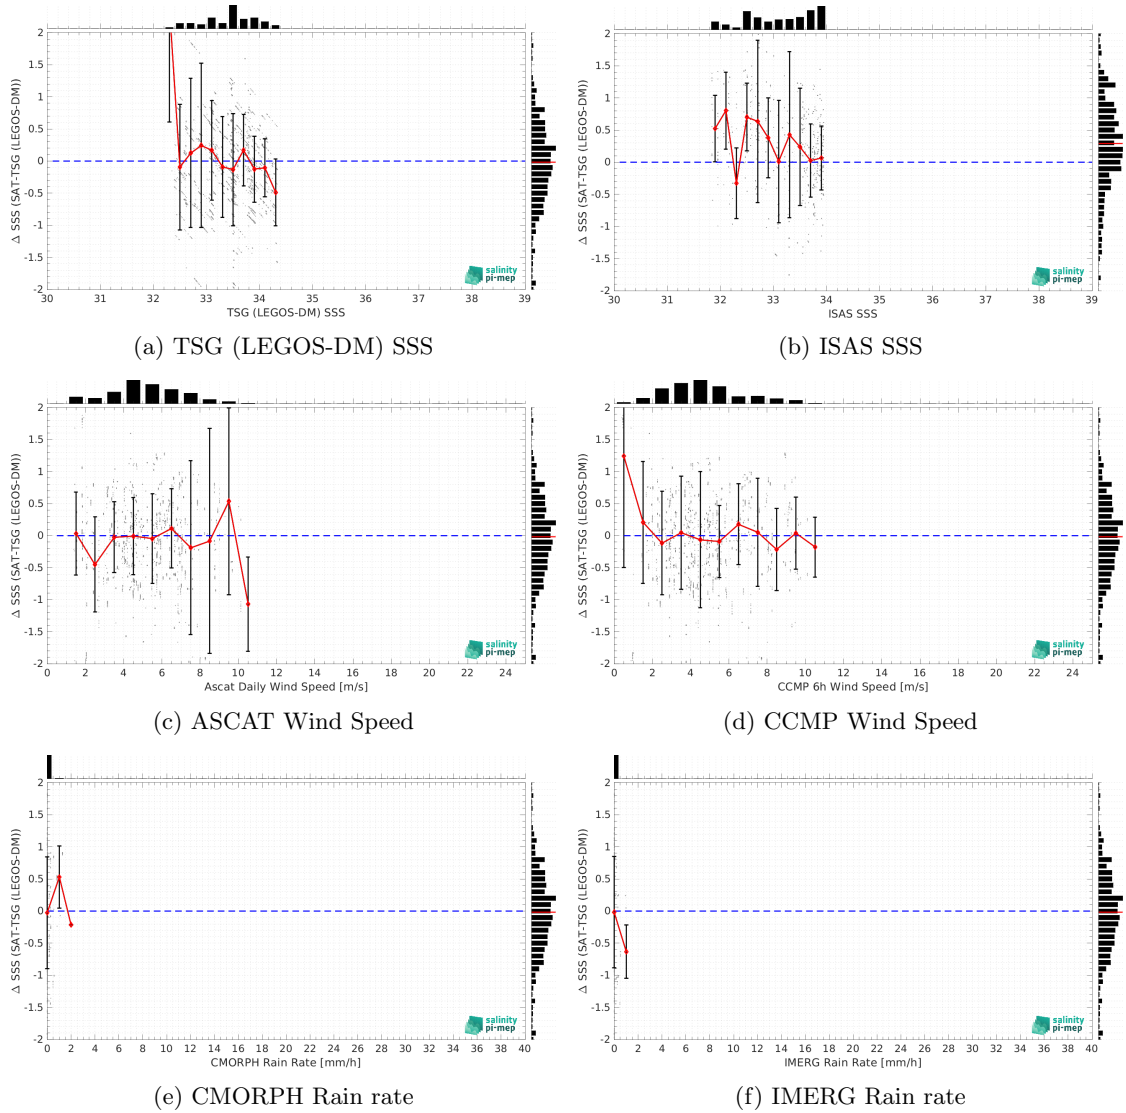 2
1.5
1
0.5
0
-0.5
-1
-1.5
-2
Δ SSS (SAT-TSG (LEGOS-DM))
salinity
pi-mep
30 31 32 33 34 35 36 37 38 39
TSG (LEGOS-DM) SSS
(a) TSG (LEGOS-DM) SSS
2
1.5
1
0.5
0
-0.5
-1
-1.5
-2
Δ SSS (SAT-TSG (LEGOS-DM))
salinity
pi-mep
30 31 32 33 34 35 36 37 38 39
ISAS SSS
(b) ISAS SSS
2
1.5
1
0.5
0
-0.5
-1
-1.5
-2
Δ SSS (SAT-TSG (LEGOS-DM))
salinity
pi-mep
0 2 4 6 8 10 12 14 16 18 20 22 24
Ascat Daily Wind Speed [m/s]
(c) ASCAT Wind Speed
2
1.5
1
0.5
0
-0.5
-1
-1.5
-2
Δ SSS (SAT-TSG (LEGOS-DM))
salinity
pi-mep
0 2 4 6 8 10 12 14 16 18 20 22 24
CCMP 6h Wind Speed [m/s]
(d) CCMP Wind Speed
2
1.5
1
0.5
0
-0.5
-1
-1.5
-2
Δ SSS (SAT-TSG (LEGOS-DM))
salinity
pi-mep
0 2 4 6 8 10 12 14 16 18 20 22 24 26 28 30 32 34 36 38 40
CMORPH Rain Rate [mm/h]
(e) CMORPH Rain rate
2
1.5
1
0.5
0
-0.5
-1
-1.5
-2
Δ SSS (SAT-TSG (LEGOS-DM))
salinity
pi-mep
0 2 4 6 8 10 12 14 16 18 20 22 24 26 28 30 32 34 36 38 40
IMERG Rain Rate [mm/h]
(f) IMERG Rain rate